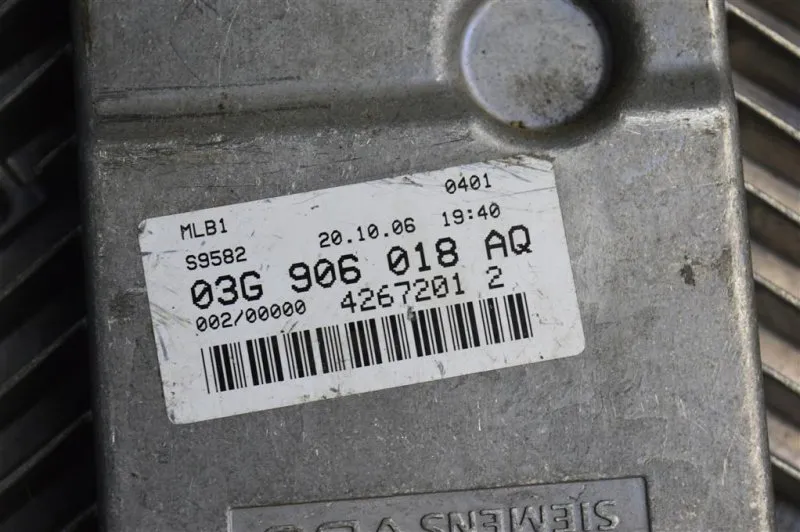 0401
MLB1 20.10.06 19:40
S9582
03G 906 018 AQ
002/00000 4267201 2
SIEMENS VDO